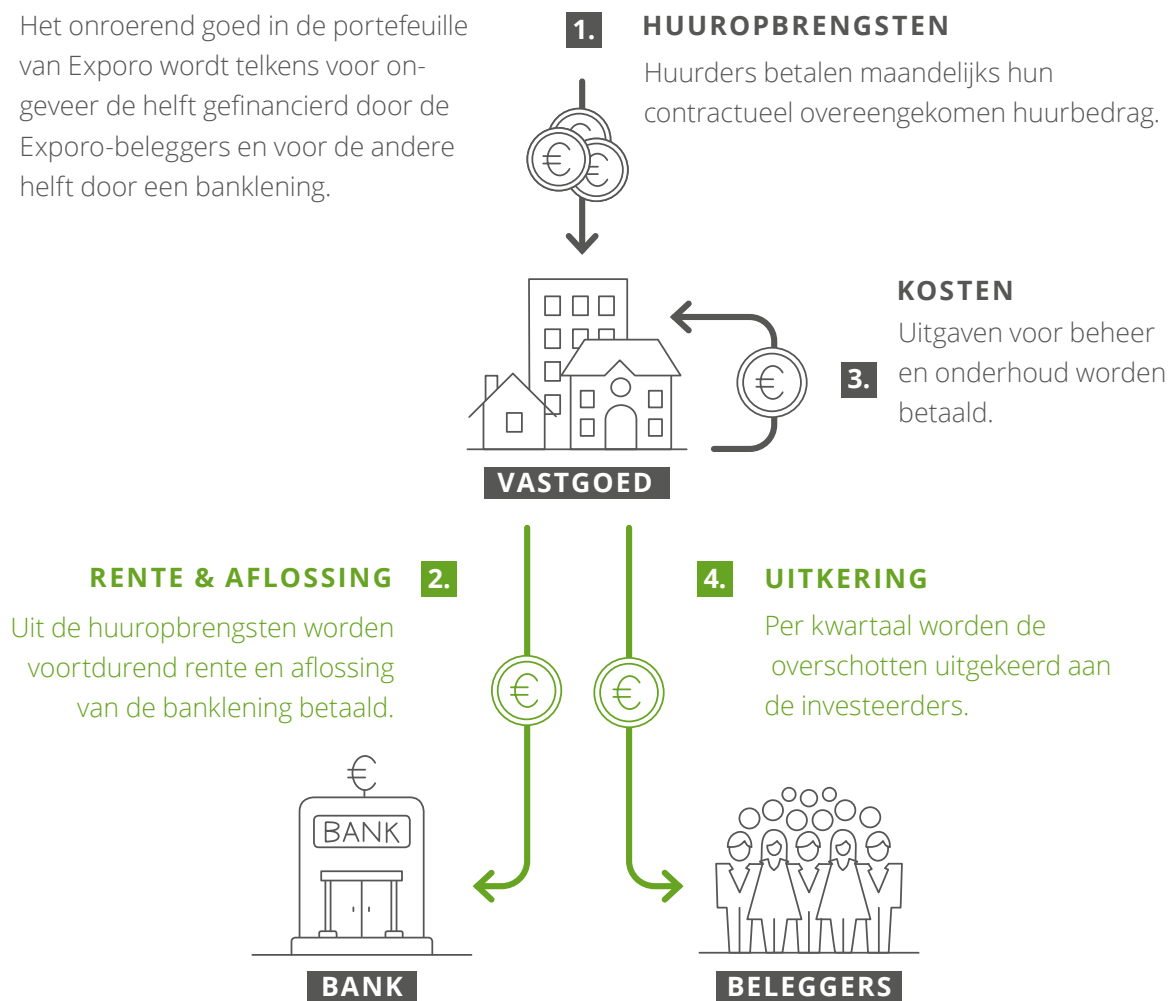 Het onroerend goed in de portefeuille
van Exporo wordt telkens voor on-
geveer de helft gefinancierd door de
Exporo-beleggers en voor de andere
helft door een banklening.
1. HUUROPBRENGSTEN
Huurders betalen maandelijks hun
contractueel overeengekomen huurbedrag.
€
€
KOSTEN
Uitgaven voor beheer
3. en onderhoud worden
betaald.
€
VASTGOED
RENTE & AFLOSSING 2.
Uit de huuropbrengsten worden
voortdurend rente en aflossing
van de banklening betaald.
4. UITKERING
Per kwartaal worden de
overschotten uitgekeerd aan
de investeerders.
€
€
€
BANK
BANK
BELEGGERS